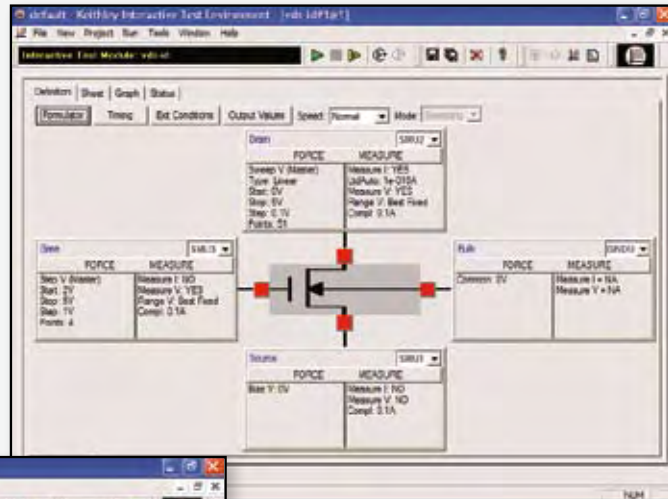 default - Keithley Interactive Test Environment - [vds-id#1@1]
File View Project Run Tools Window Help
Interactive Test Module: vds-id
Definition Sheet Graph Status
Formulator Timing Exit Conditions Output Values Speed: Normal Mode: Sweeping
Drain SMU2
FORCE MEASURE
Sweep V (Master) Measure I: YES
Type: Linear LtdAuto: 1e-010A
Start: 0V Measure V: YES
Stop: 5V Range V: Best Fixed
Step: 0.1V Compl: 0.1A
Points: 51
Gate SMU3
FORCE MEASURE
Step V (Master) Measure I: NO
Start: 2V Measure V: YES
Stop: 5V Range V: Best Fixed
Step: 1V Compl: 0.1A
Points: 4
Bulk GNDU
FORCE MEASURE
Common: 0V Measure I = NA
Measure V = NA
Source SMU1
FORCE MEASURE
Bias V: 0V Measure I: NO
Measure V: NO
Compl: 0.1A
NUM